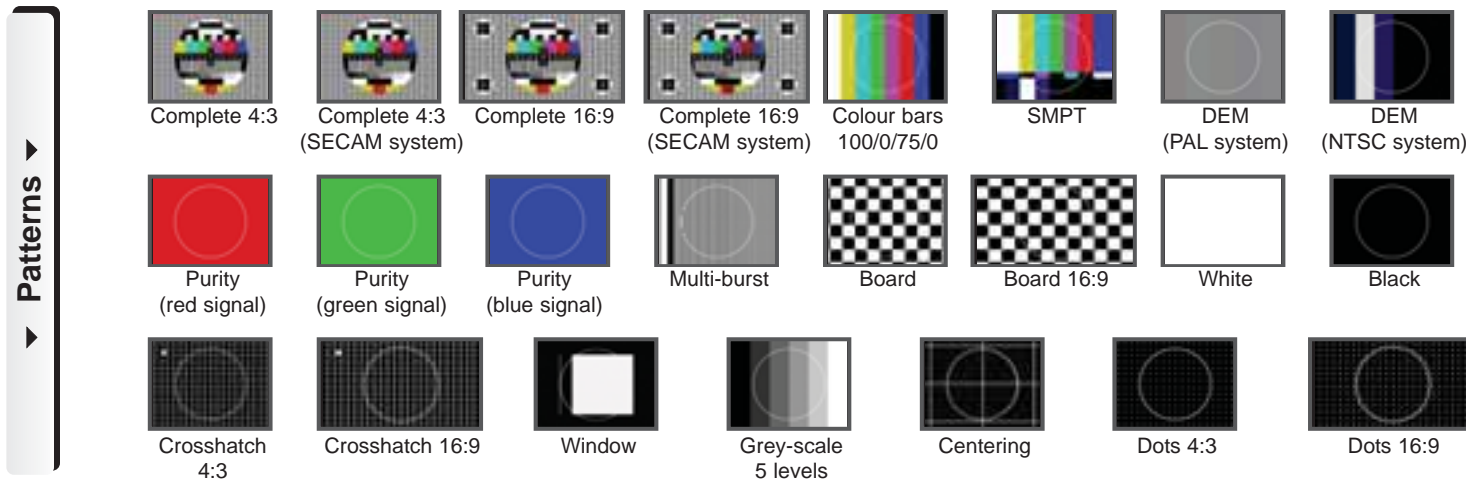 Patterns
Complete 4:3
Complete 4:3
(SECAM system)
Complete 16:9
Complete 16:9
(SECAM system)
Colour bars
100/0/75/0
SMPT
DEM
(PAL system)
DEM
(NTSC system)
Purity
(red signal)
Purity
(green signal)
Purity
(blue signal)
Multi-burst
Board
Board 16:9
White
Black
Crosshatch
4:3
Crosshatch 16:9
Window
Grey-scale
5 levels
Centering
Dots 4:3
Dots 16:9